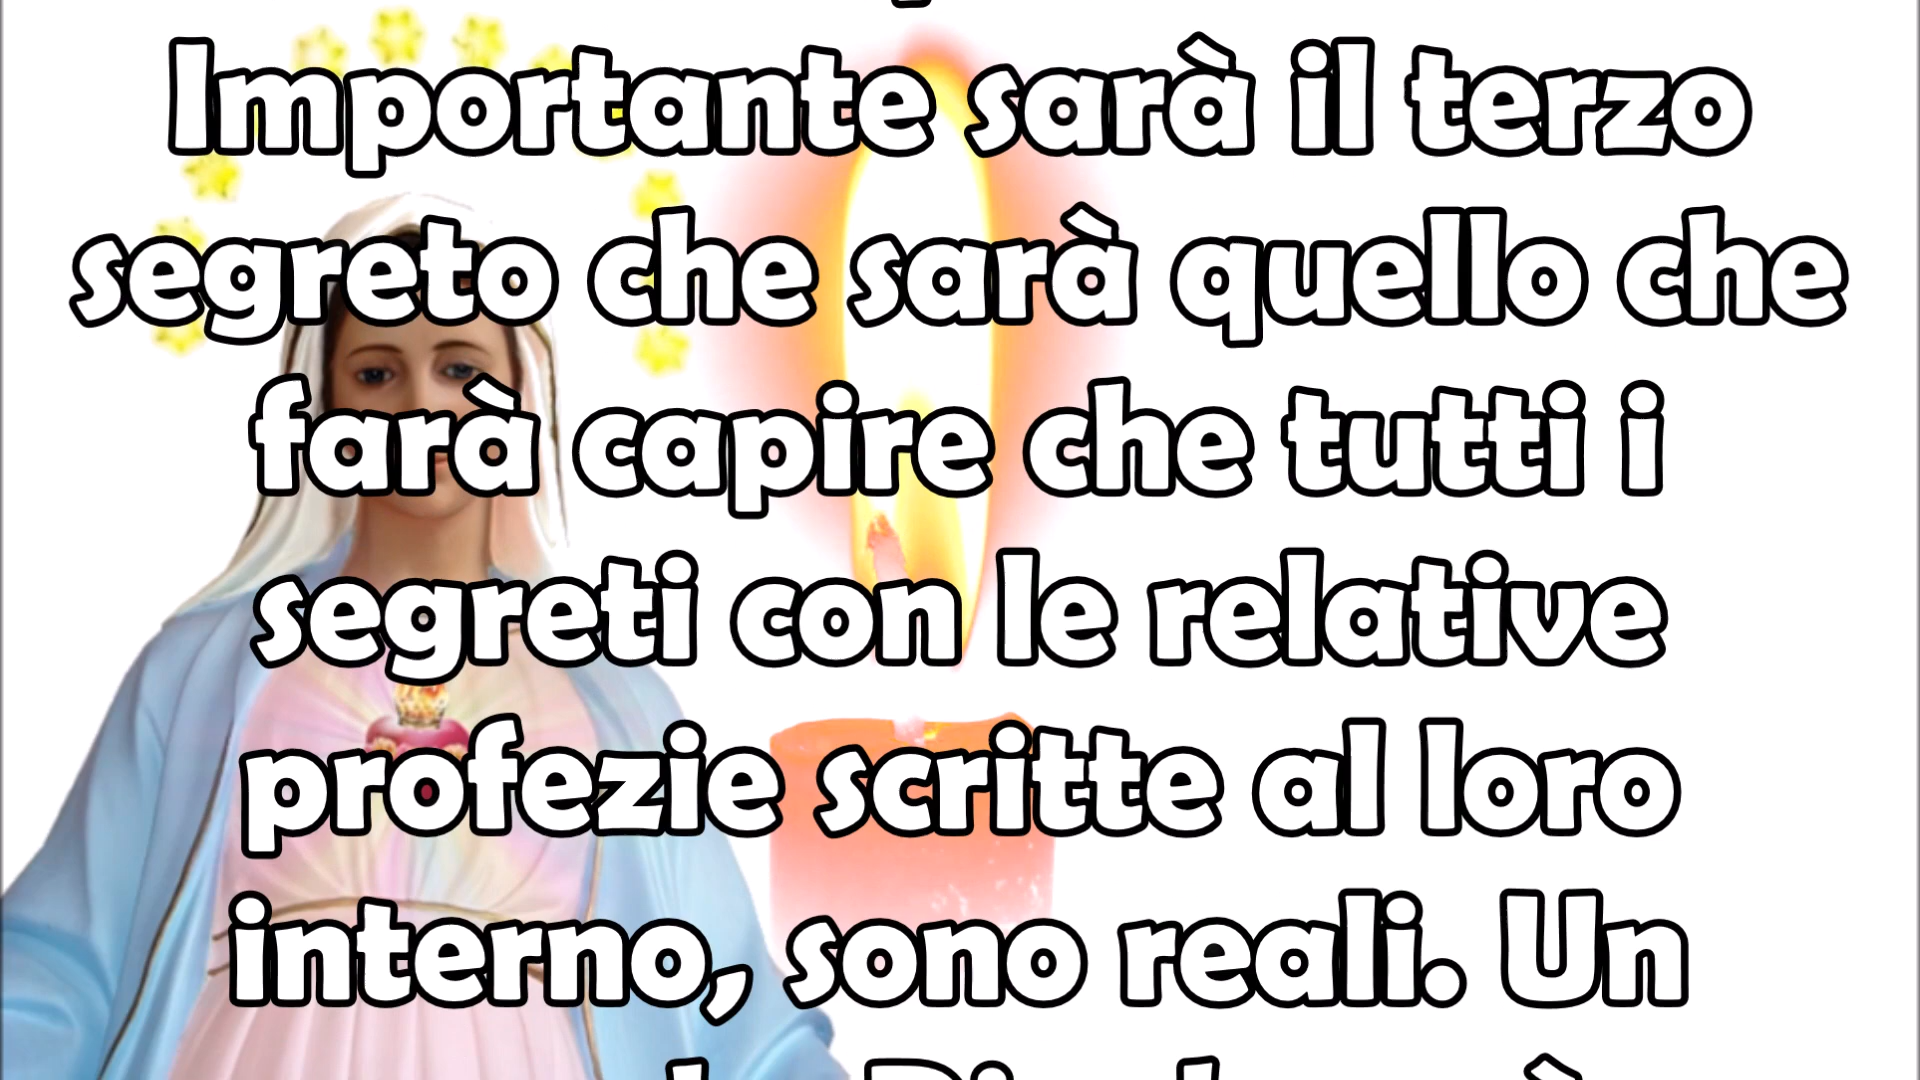 Importante sarà il terzo
segreto che sarà quello che
farà capire che tutti i
segreti con le relative
profezie scritte al loro
interno, sono reali. Un